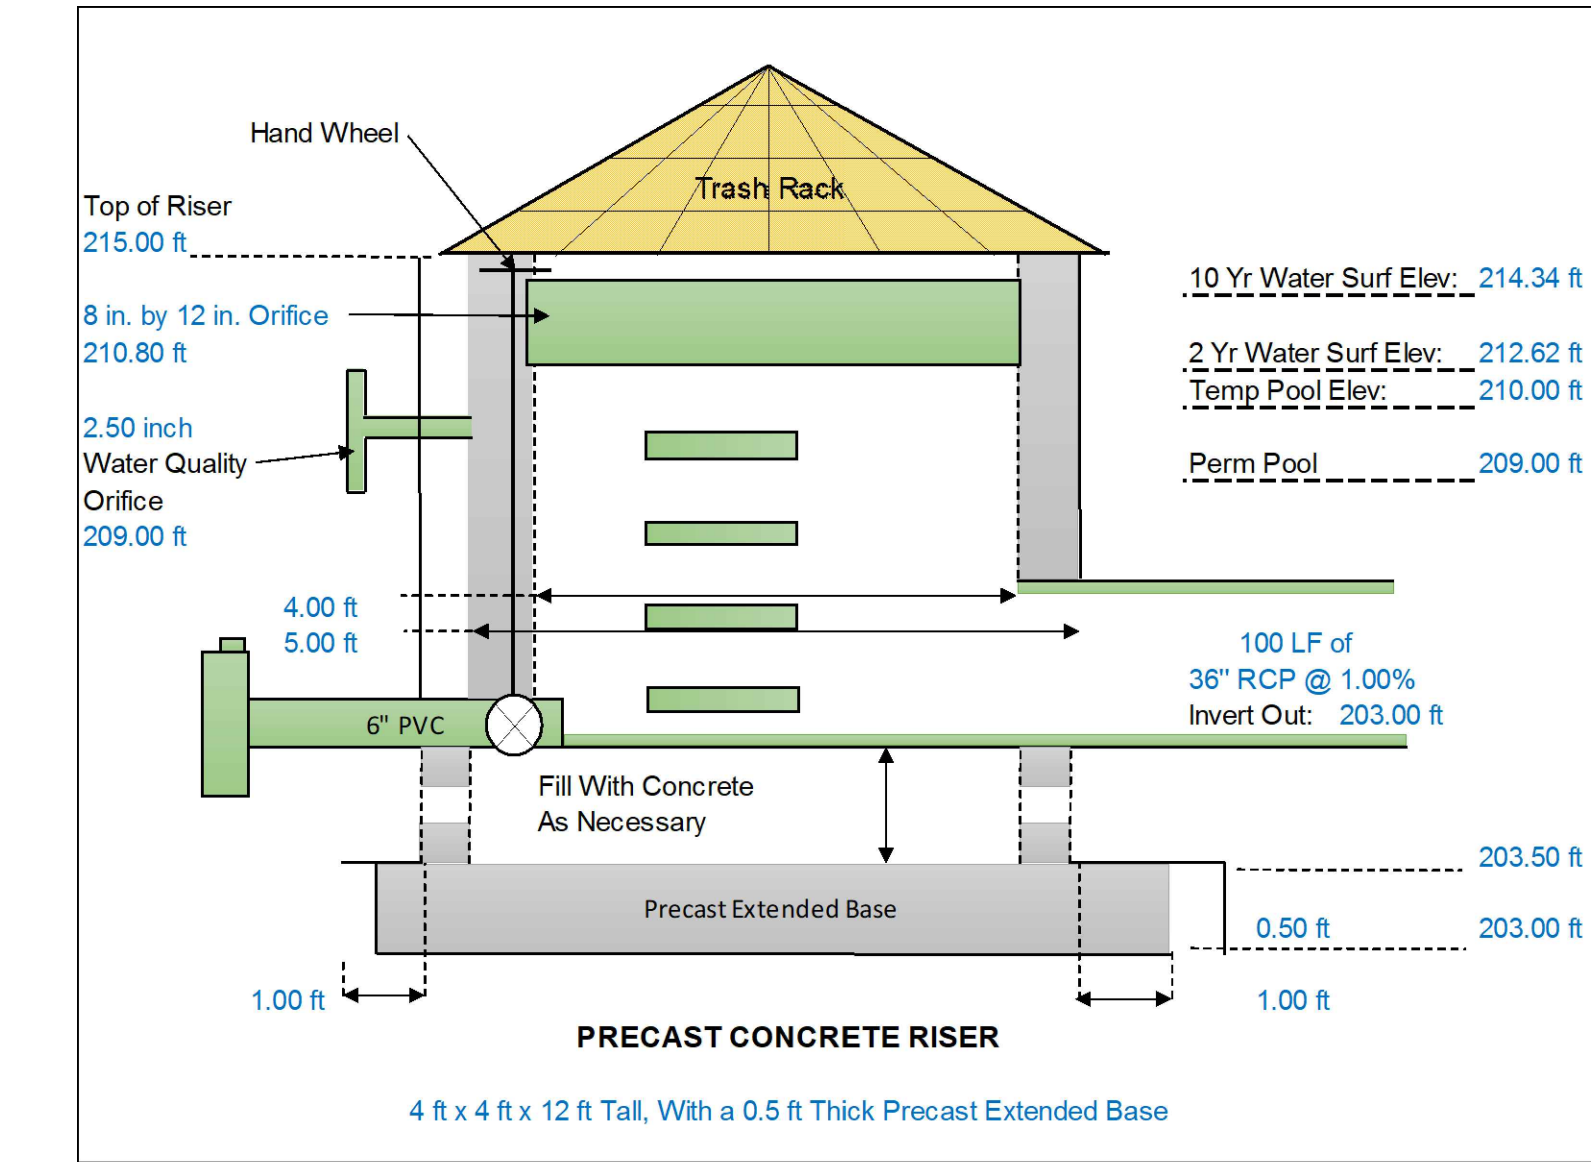 Hand Wheel
Trash Rack
Top of Riser
215.00 ft
8 in. by 12 in. Orifice
210.80 ft
2.50 inch
Water Quality
Orifice
209.00 ft
10 Yr Water Surf Elev: 214.34 ft
2 Yr Water Surf Elev: 212.62 ft
Temp Pool Elev: 210.00 ft
Perm Pool 209.00 ft
4.00 ft
5.00 ft
100 LF of
36" RCP @ 1.00%
Invert Out: 203.00 ft
6" PVC
Fill With Concrete
As Necessary
203.50 ft
Precast Extended Base
0.50 ft 203.00 ft
1.00 ft
1.00 ft
PRECAST CONCRETE RISER
4 ft x 4 ft x 12 ft Tall, With a 0.5 ft Thick Precast Extended Base